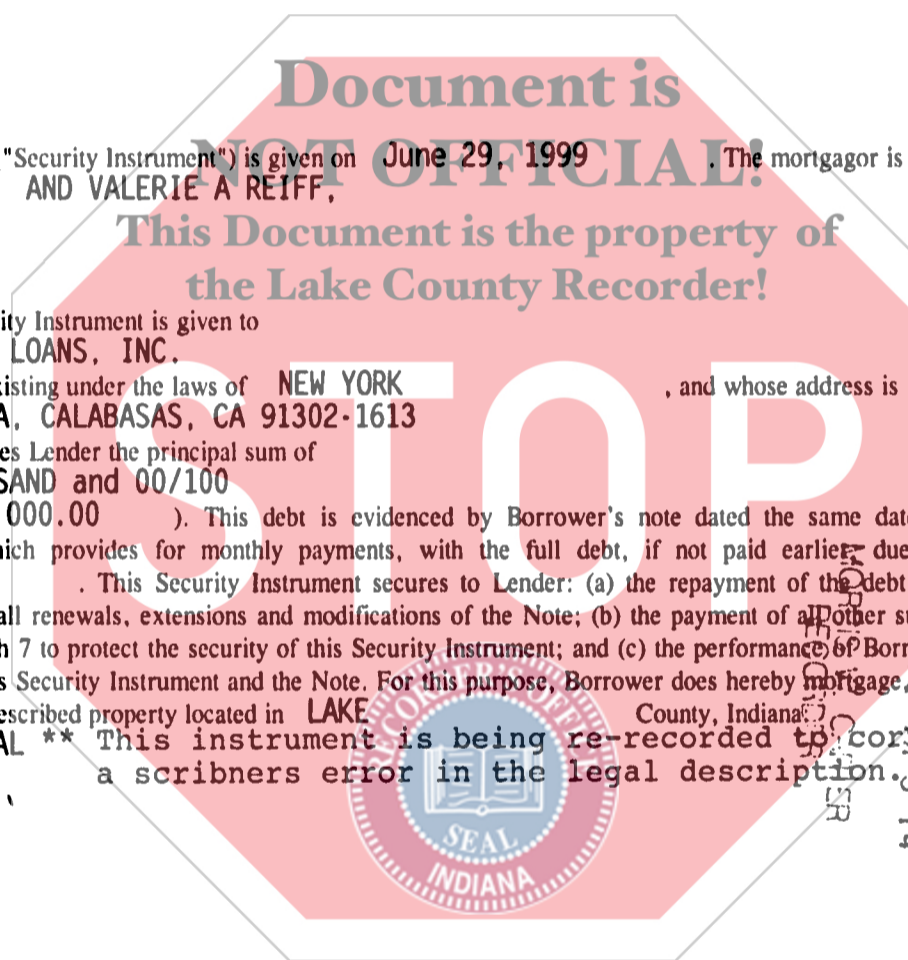 Document is
NOT OFFICIAL!
"Security Instrument") is given on June 29, 1999 . The mortgagor is
AND VALERIE A REIFF,
This Document is the property of
the Lake County Recorder!
ity Instrument is given to
LOANS, INC.
isting under the laws of NEW YORK , and whose address is
A, CALABASAS, CA 91302-1613
es Lender the principal sum of
SAND and 00/100
000.00 ). This debt is evidenced by Borrower's note dated the same dat
ich provides for monthly payments, with the full debt, if not paid earlier, due
. This Security Instrument secures to Lender: (a) the repayment of the debt
all renewals, extensions and modifications of the Note; (b) the payment of all other s
h 7 to protect the security of this Security Instrument; and (c) the performance of Borr
s Security Instrument and the Note. For this purpose, Borrower does hereby mortgage,
escribed property located in LAKE County, Indiana
AL ** This instrument is being re-recorded to cor
a scribners error in the legal description.
STOP
RECORDER'S OFFICE
SEAL
INDIANA